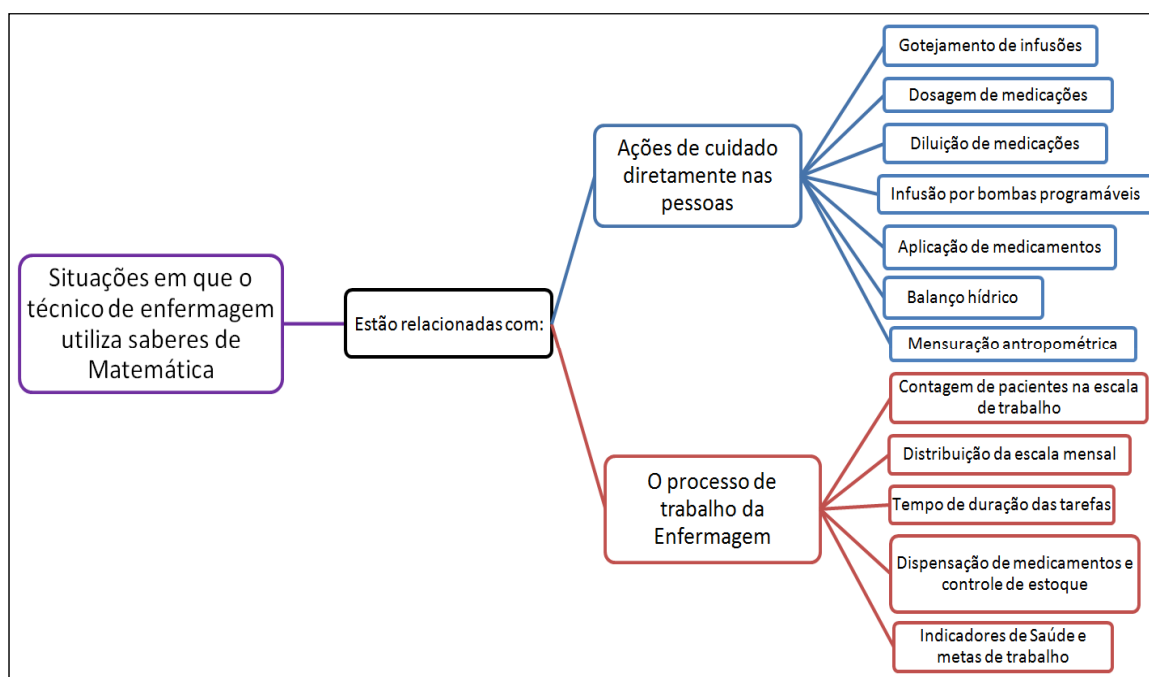 Situações em que o
técnico de enfermagem
utiliza saberes de
Matemática
Estão relacionadas com:
Ações de cuidado
diretamente nas
pessoas
Gotejamento de infusões
Dosagem de medicações
Diluição de medicações
Infusão por bombas programáveis
Aplicação de medicamentos
Balanço hídrico
Mensuração antropométrica
O processo de
trabalho da
Enfermagem
Contagem de pacientes na escala
de trabalho
Distribuição da escala mensal
Tempo de duração das tarefas
Dispensação de medicamentos e
controle de estoque
Indicadores de Saúde e
metas de trabalho